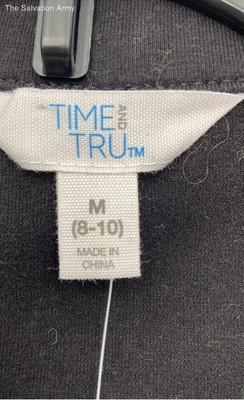 The Salvation Army
TIME AND
TRU™
M
(8-10)
MADE IN
CHINA